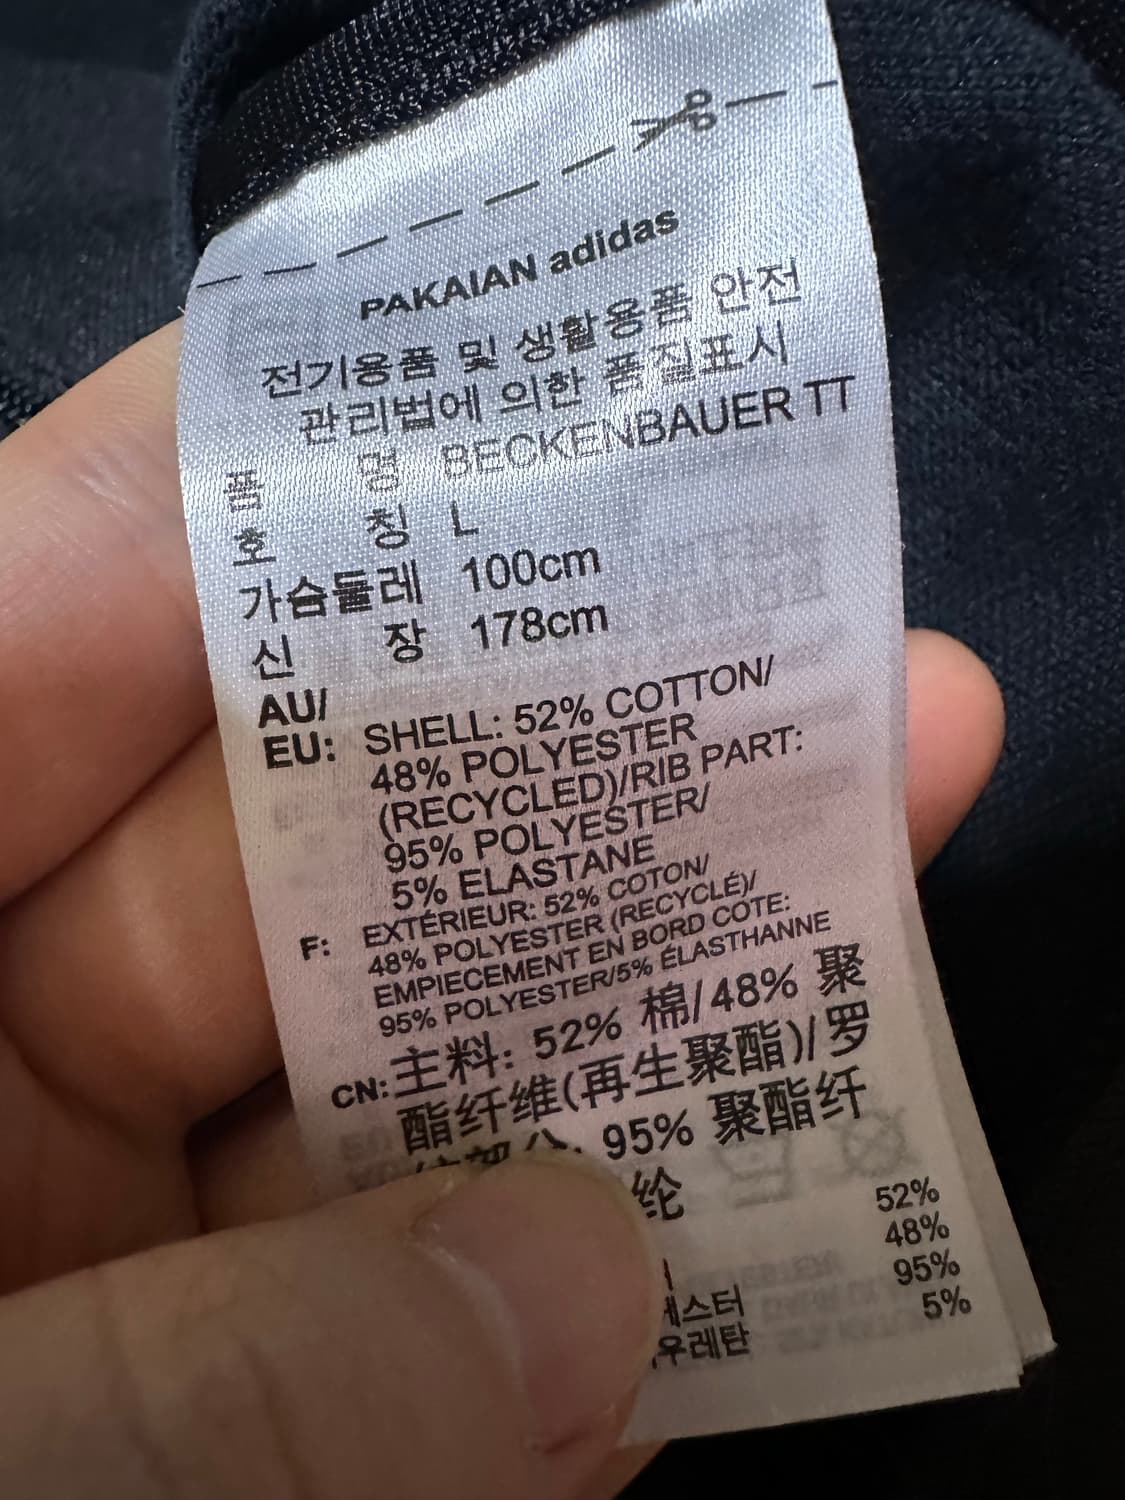 PAKAIAN adidas
전기용품 및 생활용품 안전
관리법에 의한 품질표시
품 명 BECKENBAUER TT
호 칭 L
가슴둘레 100cm
신 장 178cm
AU/
EU: SHELL: 52% COTTON/
48% POLYESTER
(RECYCLED)/RIB PART:
95% POLYESTER/
5% ELASTANE
F: EXTÉRIEUR: 52% COTON/
48% POLYESTER (RECYCLÉ)/
EMPIECEMENT EN BORD COTE:
95% POLYESTER/5% ÉLASTHANNE
CN: 主料: 52% 棉/48% 聚
酯纤维(再生聚酯)/罗
95% 聚酯纤
纶
52%
48%
95%
5%